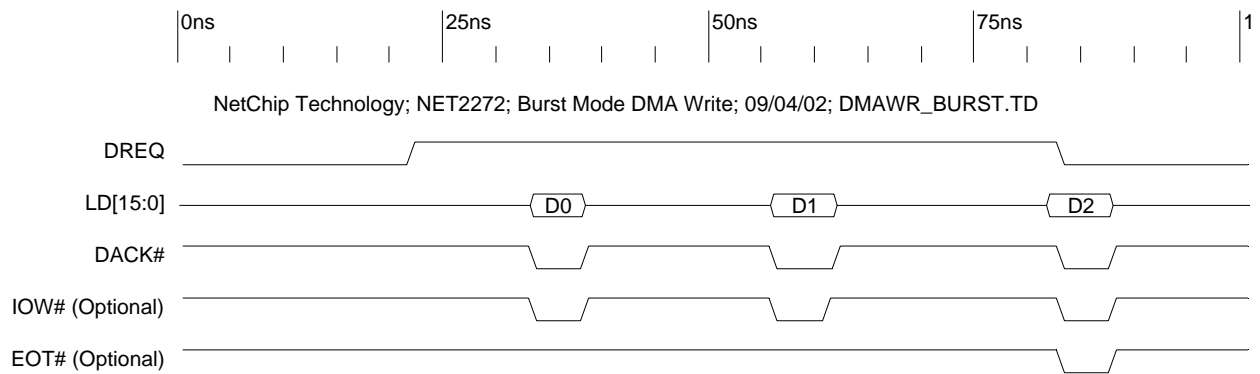 0ns 25ns 50ns 75ns 1
NetChip Technology; NET2272; Burst Mode DMA Write; 09/04/02; DMAWR_BURST.TD
DREQ
LD[15:0] D0 D1 D2
DACK#
IOW# (Optional)
EOT# (Optional)